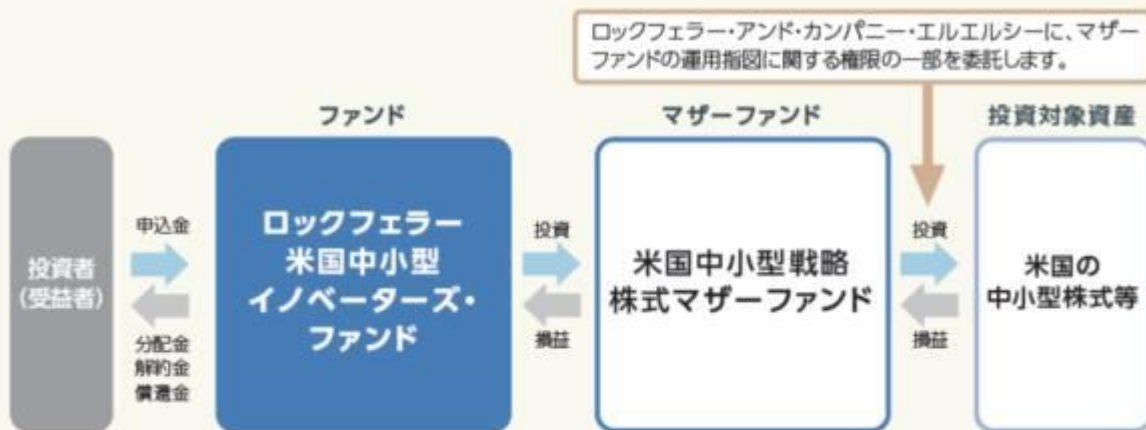 ロックフェラー・アンド・カンパニー・エルエルシーに、マザー
ファンドの運用指図に関する権限の一部を委託します。
ファンド
マザーファンド
投資対象資産
投資者
(受益者)
申込金
分配金
解約金
償還金
ロックフェラー
米国中小型
イノベーターズ・
ファンド
投資
損益
米国中小型戦略
株式マザーファンド
投資
損益
米国の
中小型株式等